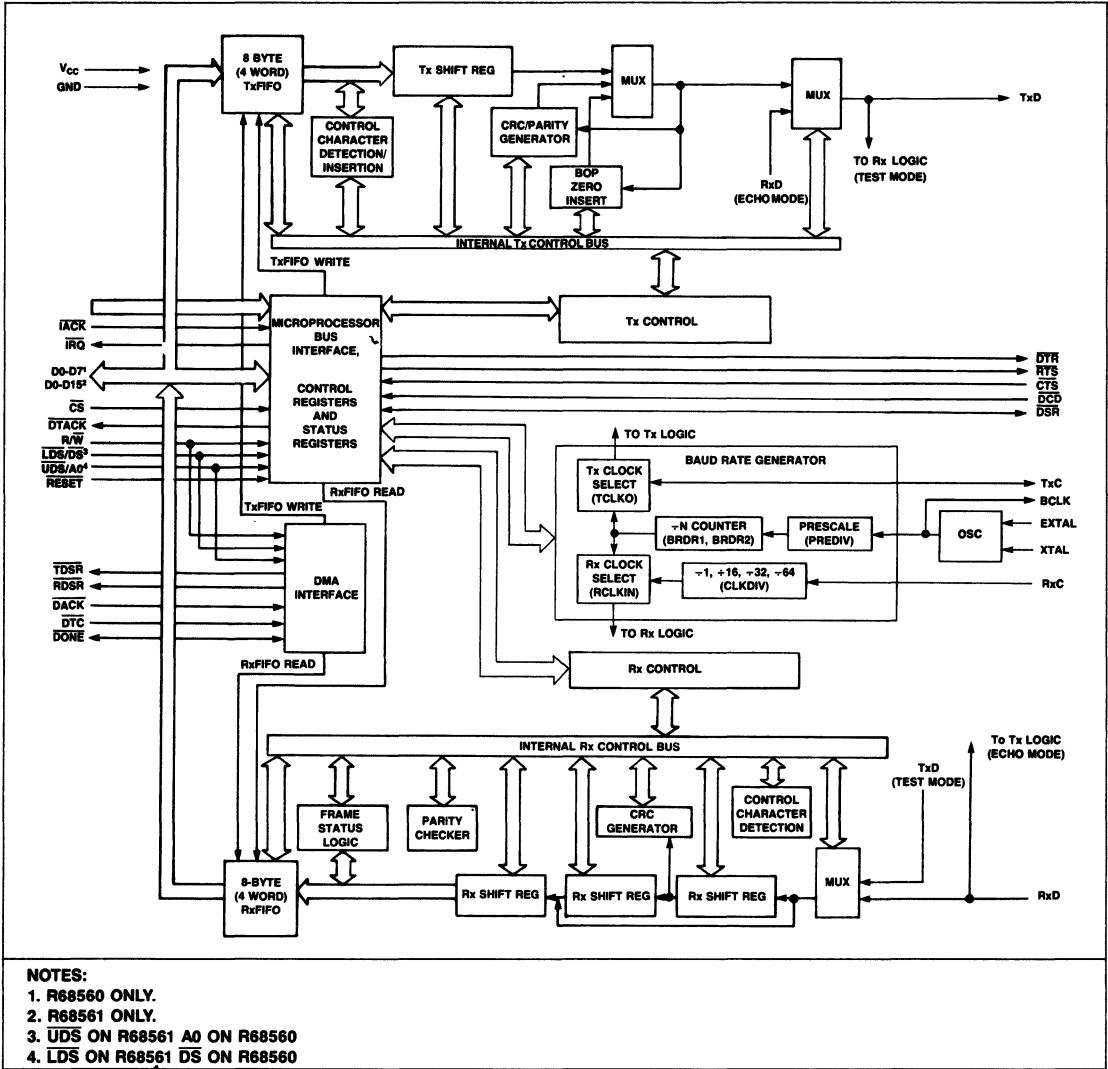 8 BYTE
(4 WORD)
TxFIFO
Tx SHIFT REG
MUX
MUX
VCC
GND
TxD
CONTROL
CHARACTER
DETECTION/
INSERTION
CRC/PARITY
GENERATOR
BOP
ZERO
INSERT
RxD
(ECHO MODE)
TO Rx LOGIC
(TEST MODE)
INTERNAL Tx CONTROL BUS
TxFIFO WRITE
MICROPROCESSOR
BUS
INTERFACE,
CONTROL
REGISTERS
AND
STATUS
REGISTERS
Tx CONTROL
IACK
IRQ
D0-D7¹
D0-D15²
CS
DTACK
R/W
LDS/DS³
UDS/A0⁴
RESET
DTR
RTS
CTS
DCD
DSR
RxFIFO READ
TxFIFO WRITE
TO Tx LOGIC
BAUD RATE GENERATOR
Tx CLOCK
SELECT
(TCLKO)
÷N COUNTER
(BRDR1, BRDR2)
PRESCALE
(PREDIV)
OSC
TxC
BCLK
EXTAL
XTAL
Rx CLOCK
SELECT
(RCLKIN)
÷1, ÷16, ÷32, ÷64
(CLKDIV)
RxC
TO Rx LOGIC
DMA
INTERFACE
TDSR
RDSR
DACK
DTC
DONE
RxFIFO READ
Rx CONTROL
INTERNAL Rx CONTROL BUS
To Tx LOGIC
(ECHO MODE)
TxD
(TEST MODE)
FRAME
STATUS
LOGIC
PARITY
CHECKER
CRC
GENERATOR
CONTROL
CHARACTER
DETECTION
8-BYTE
(4 WORD)
RxFIFO
Rx SHIFT REG
Rx SHIFT REG
Rx SHIFT REG
MUX
RxD
NOTES:
1. R68560 ONLY.
2. R68561 ONLY.
3. UDS ON R68561 A0 ON R68560
4. LDS ON R68561 DS ON R68560